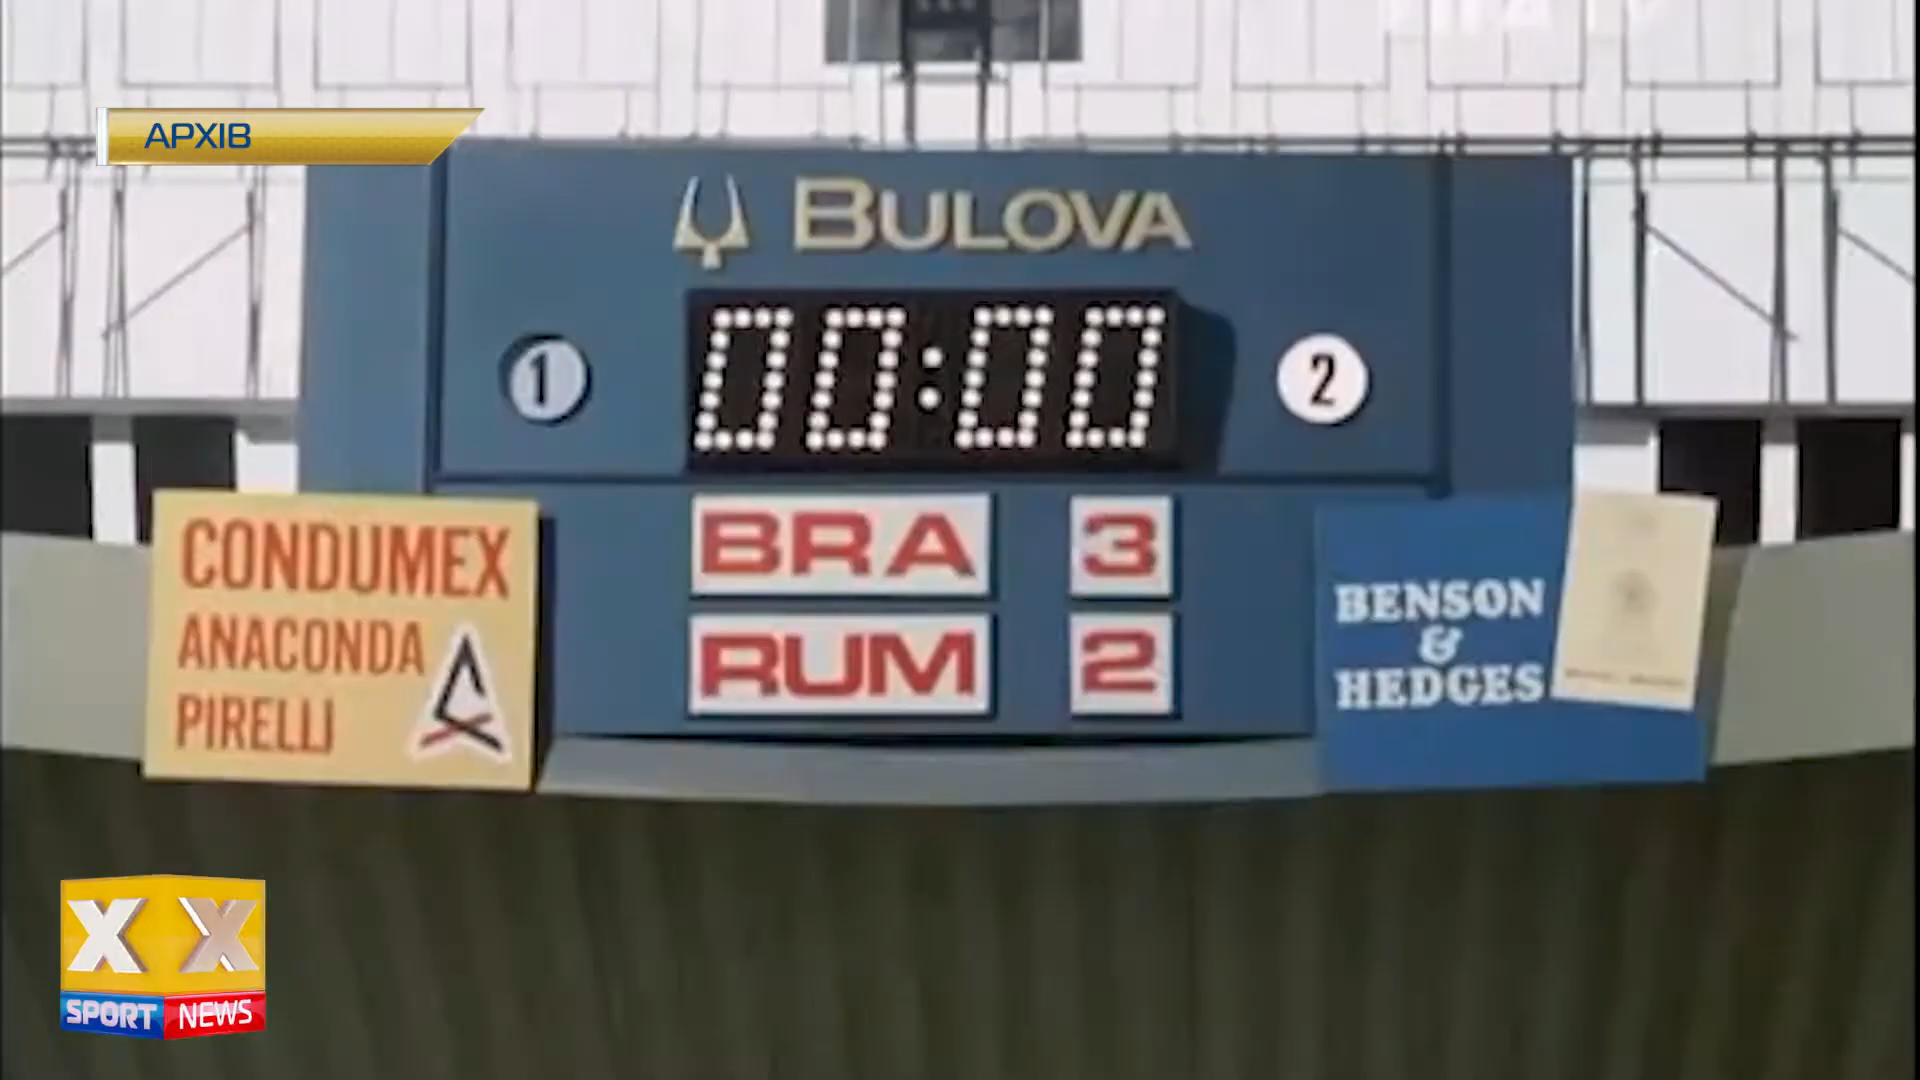 АРХІВ
BULOVA
1
00:00
2
BRA 3
RUM 2
CONDUMEX
ANACONDA
PIRELLI
BENSON
&
HEDGES
X X
SPORT NEWS